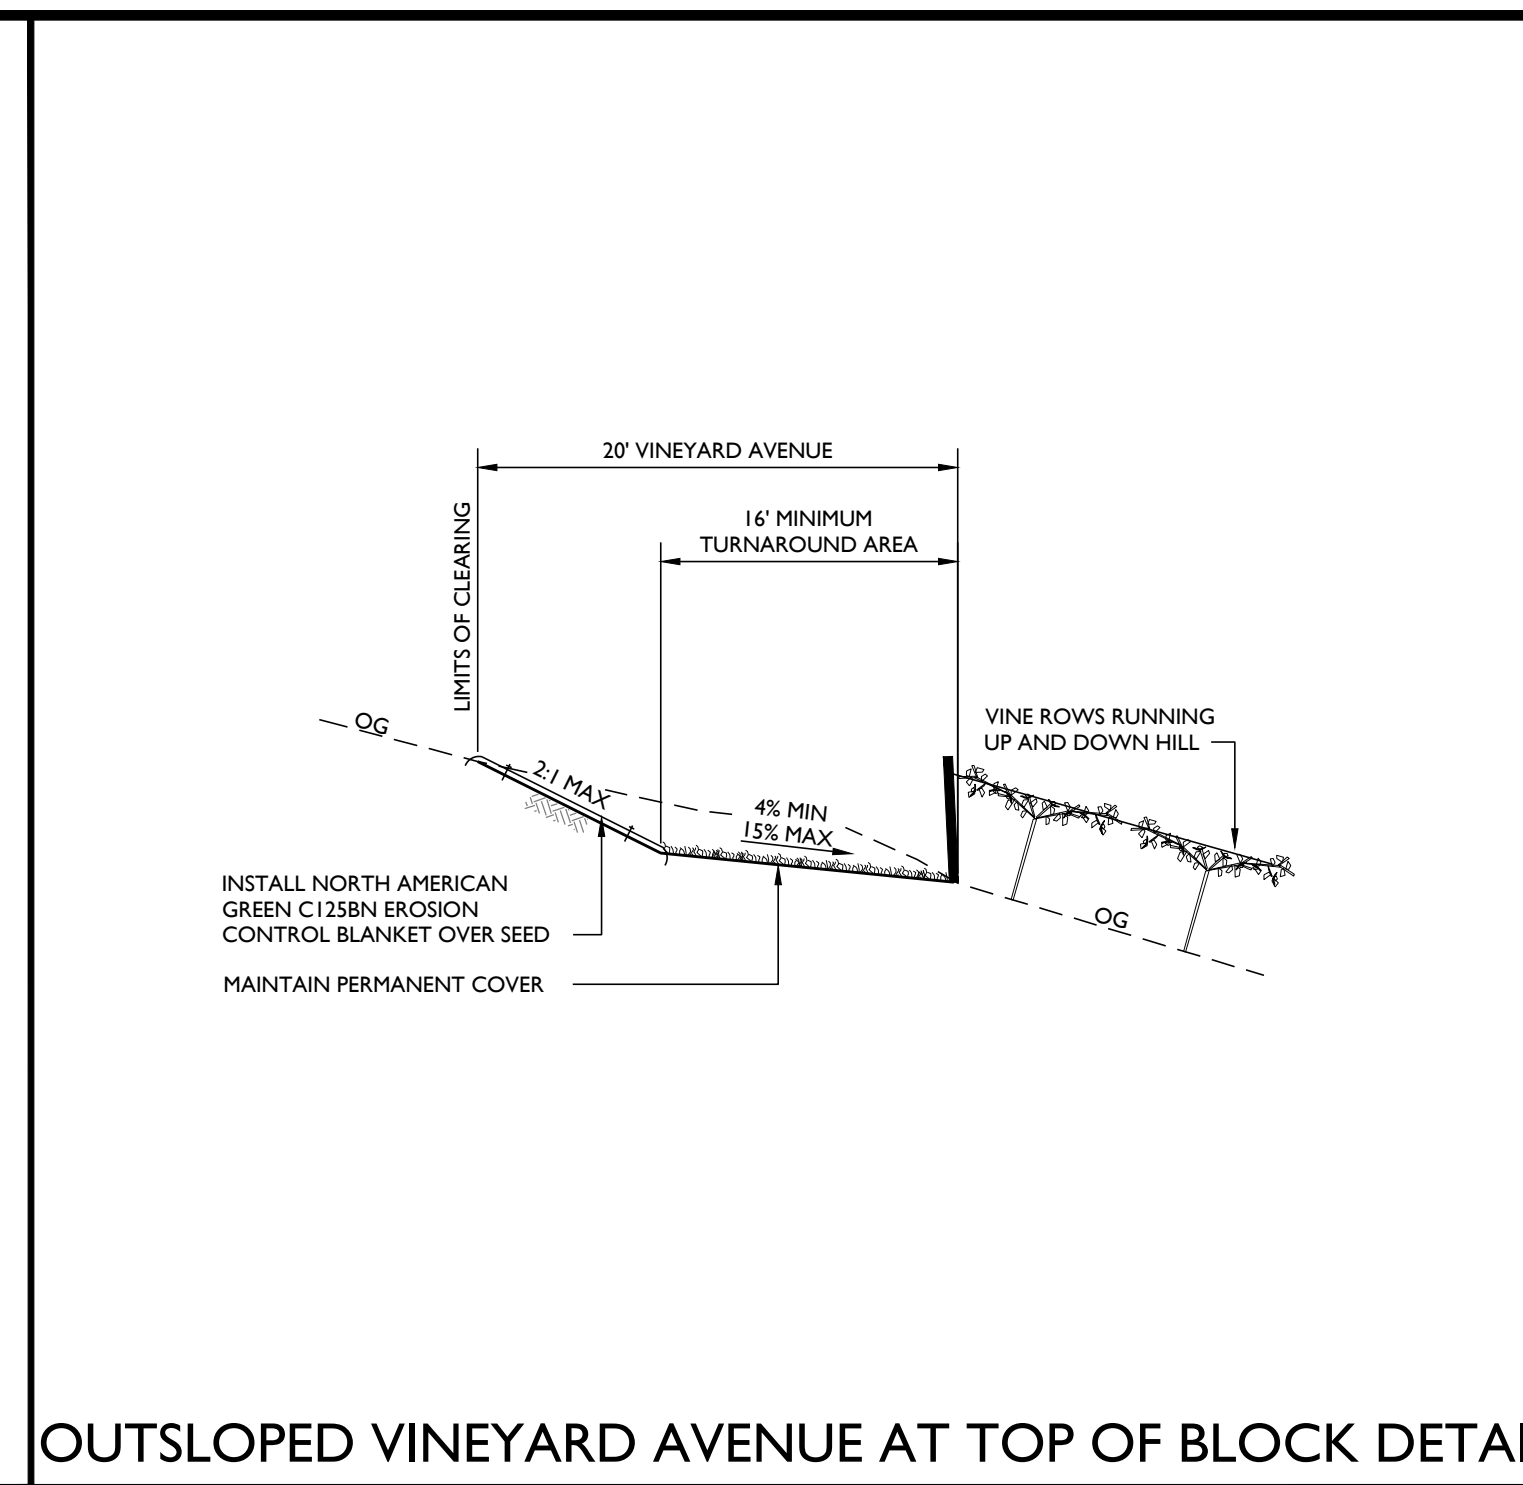 20' VINEYARD AVENUE
16' MINIMUM
TURNAROUND AREA
LIMITS OF CLEARING
OG
2:1 MAX
4% MIN
15% MAX
VINE ROWS RUNNING
UP AND DOWN HILL
INSTALL NORTH AMERICAN
GREEN C125BN EROSION
CONTROL BLANKET OVER SEED
OG
MAINTAIN PERMANENT COVER
OUTSLOPED VINEYARD AVENUE AT TOP OF BLOCK DETAI